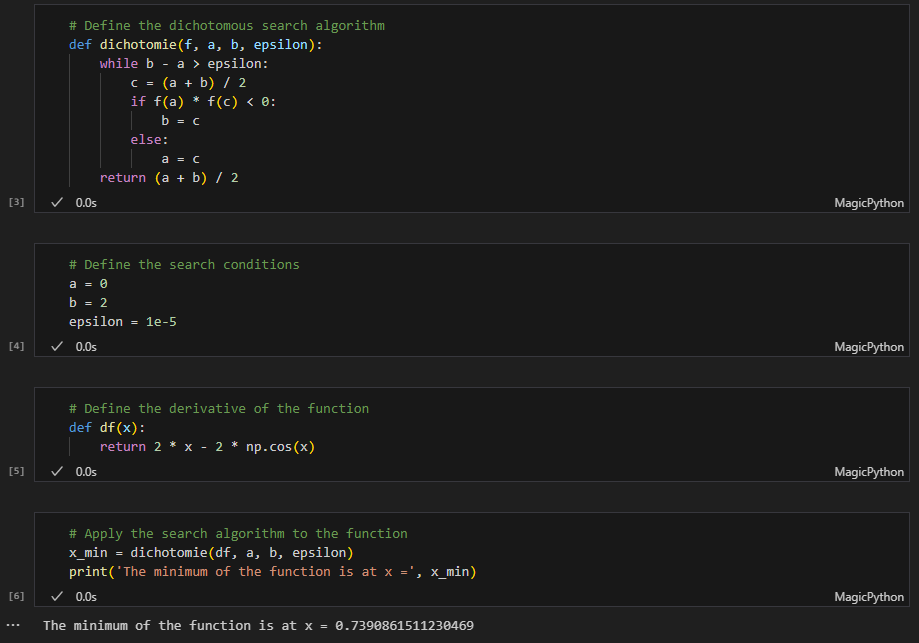 # Define the dichotomous search algorithm
def dichotomie(f, a, b, epsilon):
    while b - a > epsilon:
        c = (a + b) / 2
        if f(a) * f(c) < 0:
            b = c
        else:
            a = c
    return (a + b) / 2
[3] ✓ 0.0s MagicPython
# Define the search conditions
a = 0
b = 2
epsilon = 1e-5
[4] ✓ 0.0s MagicPython
# Define the derivative of the function
def df(x):
    return 2 * x - 2 * np.cos(x)
[5] ✓ 0.0s MagicPython
# Apply the search algorithm to the function
x_min = dichotomie(df, a, b, epsilon)
print('The minimum of the function is at x =', x_min)
[6] ✓ 0.0s MagicPython
... The minimum of the function is at x = 0.7390861511230469